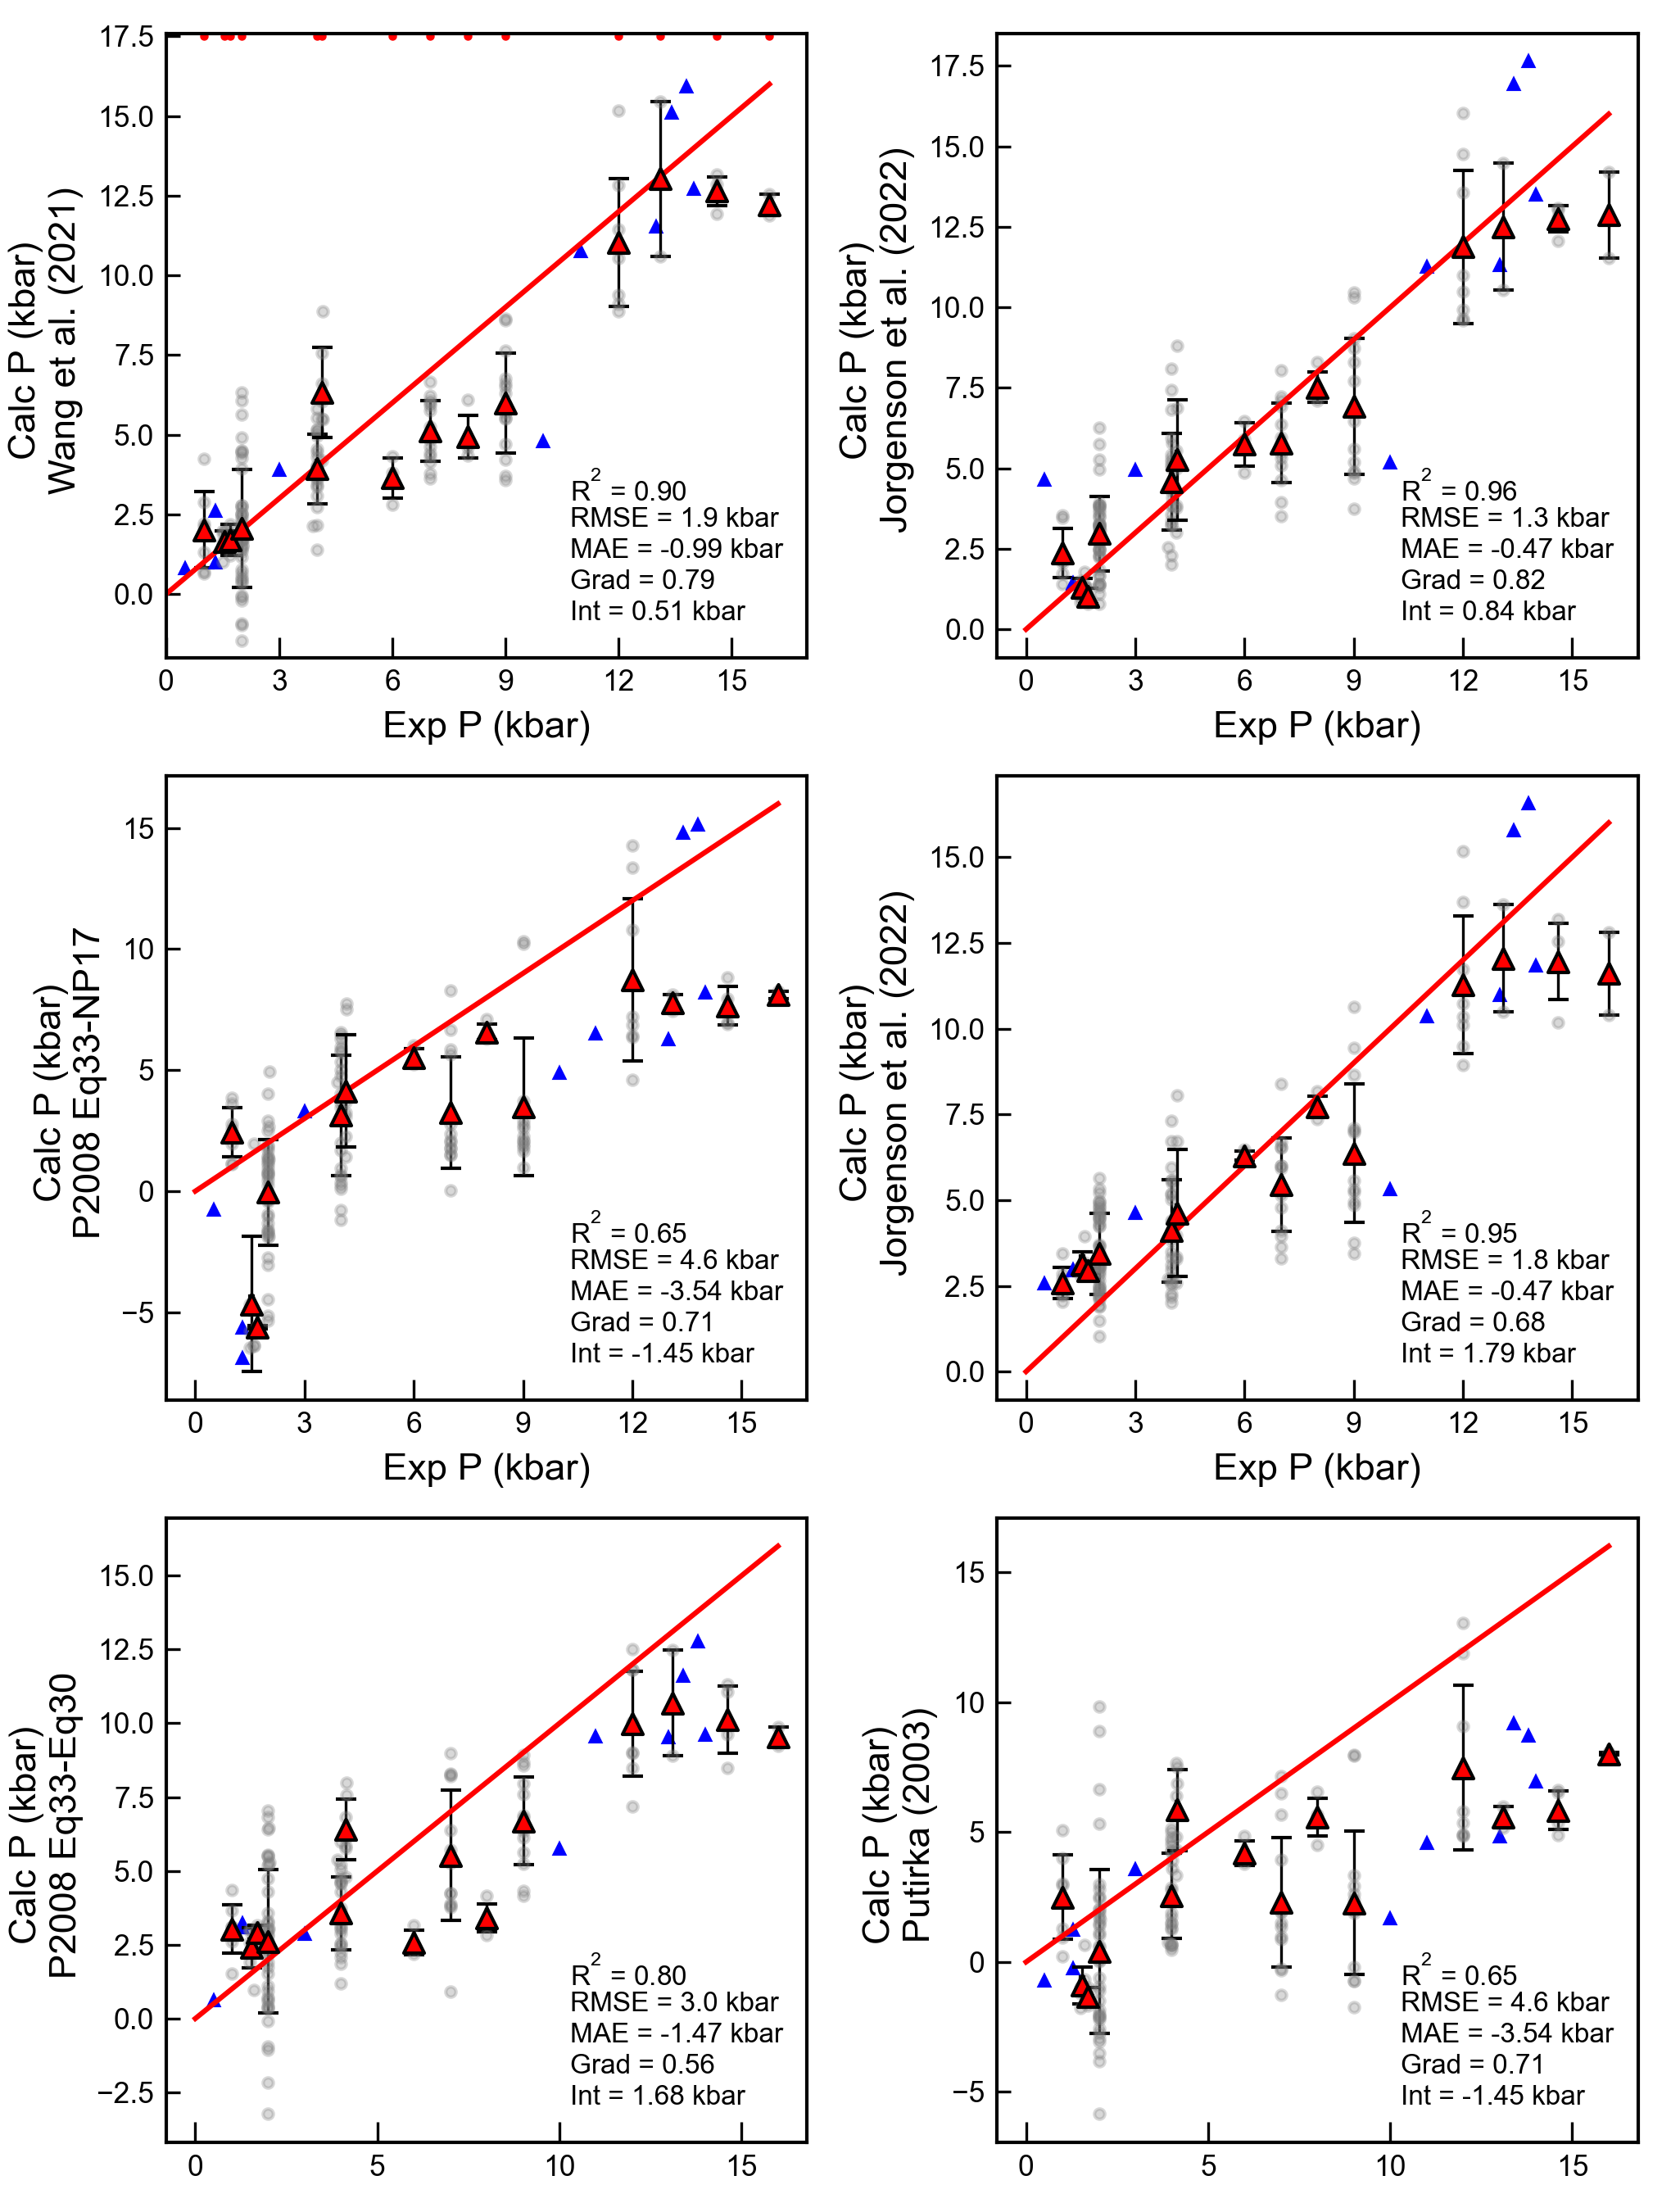 17.5
15.0
12.5
10.0
7.5
5.0
2.5
0.0
Calc P (kbar)
Wang et al. (2021)
R² = 0.90
RMSE = 1.9 kbar
MAE = -0.99 kbar
Grad = 0.79
Int = 0.51 kbar
0 3 6 9 12 15
Exp P (kbar)
17.5
15.0
12.5
10.0
7.5
5.0
2.5
0.0
Calc P (kbar)
Jorgenson et al. (2022)
R² = 0.96
RMSE = 1.3 kbar
MAE = -0.47 kbar
Grad = 0.82
Int = 0.84 kbar
0 3 6 9 12 15
Exp P (kbar)
15
10
5
0
−5
Calc P (kbar)
P2008 Eq33-NP17
R² = 0.65
RMSE = 4.6 kbar
MAE = -3.54 kbar
Grad = 0.71
Int = -1.45 kbar
0 3 6 9 12 15
Exp P (kbar)
15.0
12.5
10.0
7.5
5.0
2.5
0.0
Calc P (kbar)
Jorgenson et al. (2022)
R² = 0.95
RMSE = 1.8 kbar
MAE = -0.47 kbar
Grad = 0.68
Int = 1.79 kbar
0 3 6 9 12 15
Exp P (kbar)
15.0
12.5
10.0
7.5
5.0
2.5
0.0
−2.5
Calc P (kbar)
P2008 Eq33-Eq30
R² = 0.80
RMSE = 3.0 kbar
MAE = -1.47 kbar
Grad = 0.56
Int = 1.68 kbar
0 5 10 15
15
10
5
0
−5
Calc P (kbar)
Putirka (2003)
R² = 0.65
RMSE = 4.6 kbar
MAE = -3.54 kbar
Grad = 0.71
Int = -1.45 kbar
0 5 10 15